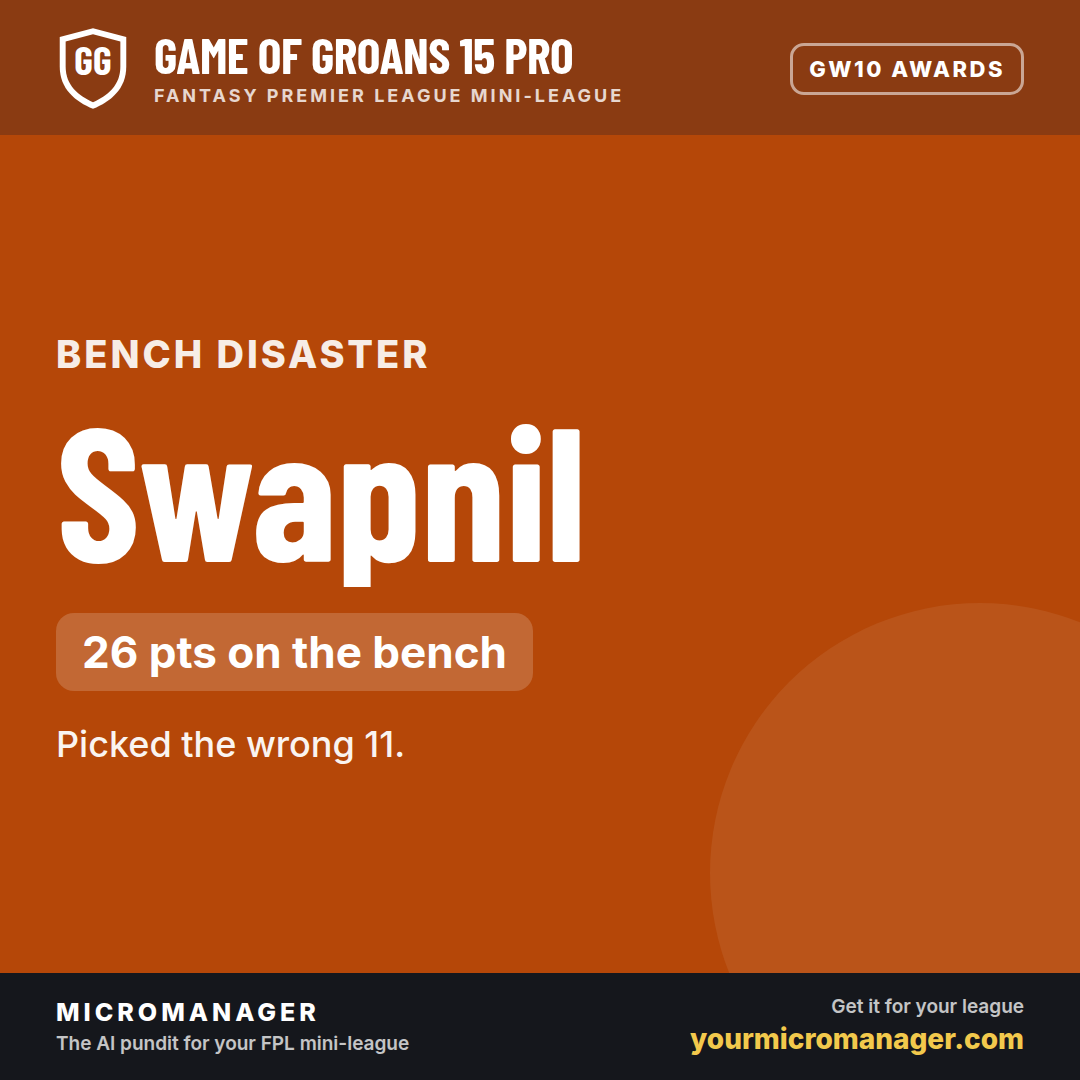 GG
GAME OF GROANS 15 PRO
FANTASY PREMIER LEAGUE MINI-LEAGUE
GW10 AWARDS
BENCH DISASTER
Swapnil
26 pts on the bench
Picked the wrong 11.
MICROMANAGER
The AI pundit for your FPL mini-league
Get it for your league
yourmicromanager.com